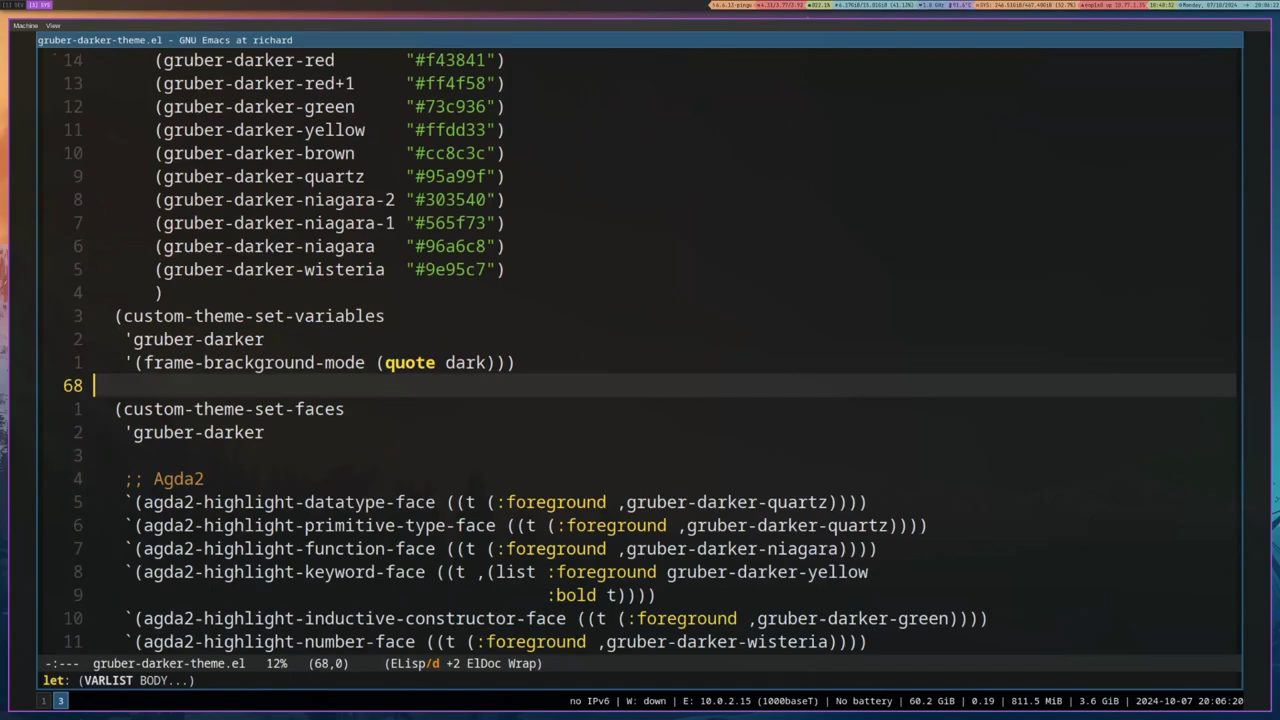 [1] DEV [3] SYS
Machine View
gruber-darker-theme.el - GNU Emacs at richard
14 (gruber-darker-red "#f43841")
13 (gruber-darker-red+1 "#ff4f58")
12 (gruber-darker-green "#73c936")
11 (gruber-darker-yellow "#ffdd33")
10 (gruber-darker-brown "#cc8c3c")
9 (gruber-darker-quartz "#95a99f")
8 (gruber-darker-niagara-2 "#303540")
7 (gruber-darker-niagara-1 "#565f73")
6 (gruber-darker-niagara "#96a6c8")
5 (gruber-darker-wisteria "#9e95c7")
4 )
3 (custom-theme-set-variables
2 'gruber-darker
1 '(frame-brackground-mode (quote dark)))
68
1 (custom-theme-set-faces
2 'gruber-darker
3
4 ;; Agda2
5 `(agda2-highlight-datatype-face ((t (:foreground ,gruber-darker-quartz))))
6 `(agda2-highlight-primitive-type-face ((t (:foreground ,gruber-darker-quartz))))
7 `(agda2-highlight-function-face ((t (:foreground ,gruber-darker-niagara))))
8 `(agda2-highlight-keyword-face ((t ,(list :foreground gruber-darker-yellow
9 :bold t))))
10 `(agda2-highlight-inductive-constructor-face ((t (:foreground ,gruber-darker-green))))
11 `(agda2-highlight-number-face ((t (:foreground ,gruber-darker-wisteria))))
-:--- gruber-darker-theme.el 12% (68,0) (ELisp/d +2 ElDoc Wrap)
let: (VARLIST BODY...)
1 3 no IPv6 | W: down | E: 10.0.2.15 (1000baseT) | No battery | 60.2 GiB | 0.19 | 811.5 MiB | 3.6 GiB | 2024-10-07 20:06:20